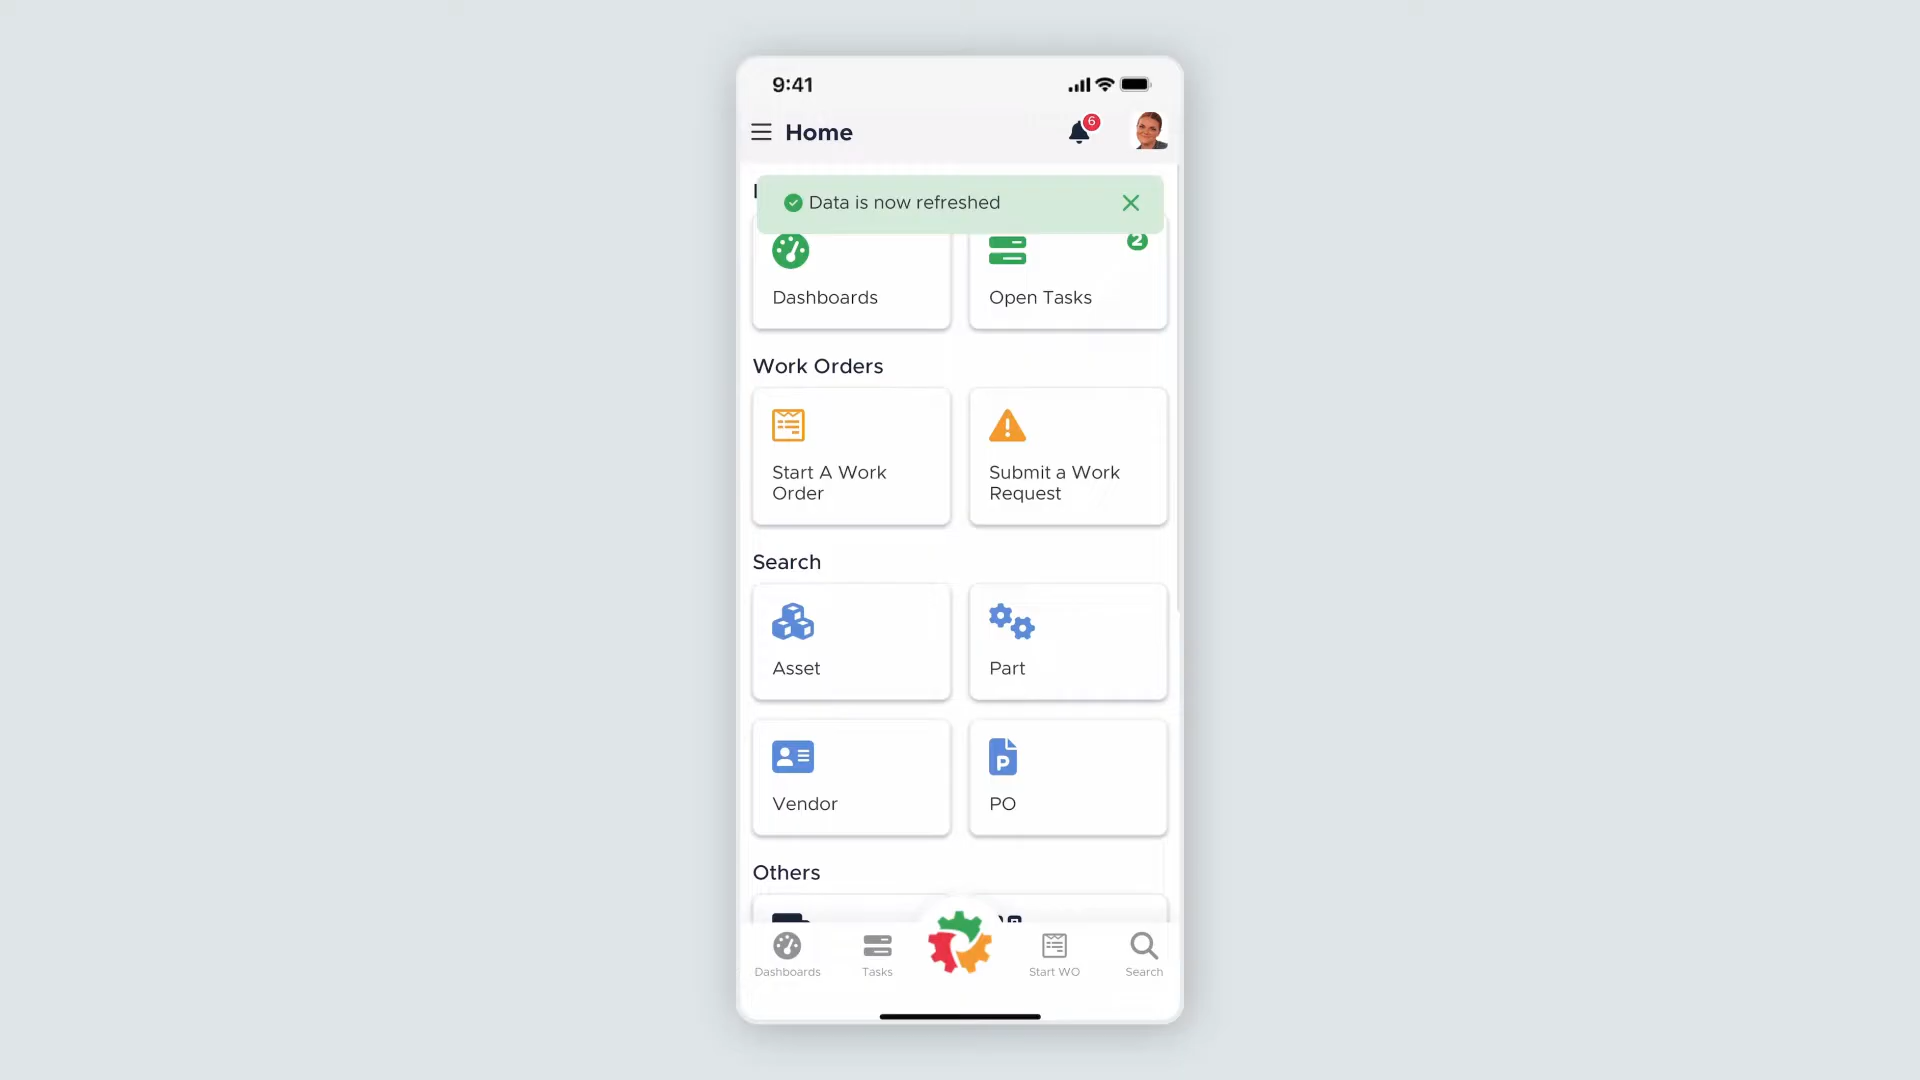 9:41
Home
6
Data is now refreshed
2
Dashboards
Open Tasks
Work Orders
Start A Work
Order
Submit a Work
Request
Search
Asset
Part
Vendor
P
PO
Others
Dashboards
Tasks
Start WO
Search